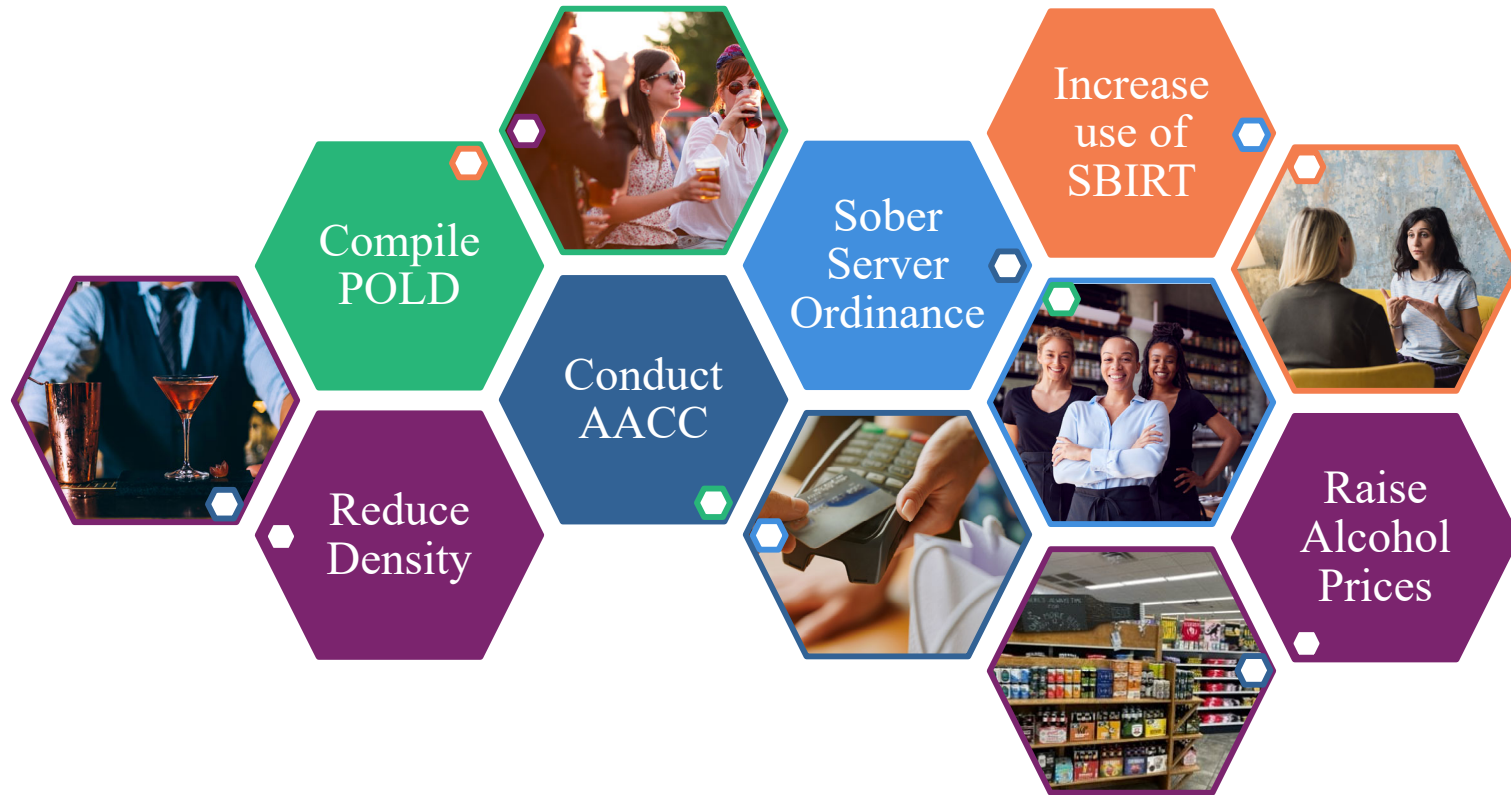 Compile
POLD
Reduce
Density
Conduct
AACC
Sober
Server
Ordinance
Increase
use of
SBIRT
Raise
Alcohol
Prices